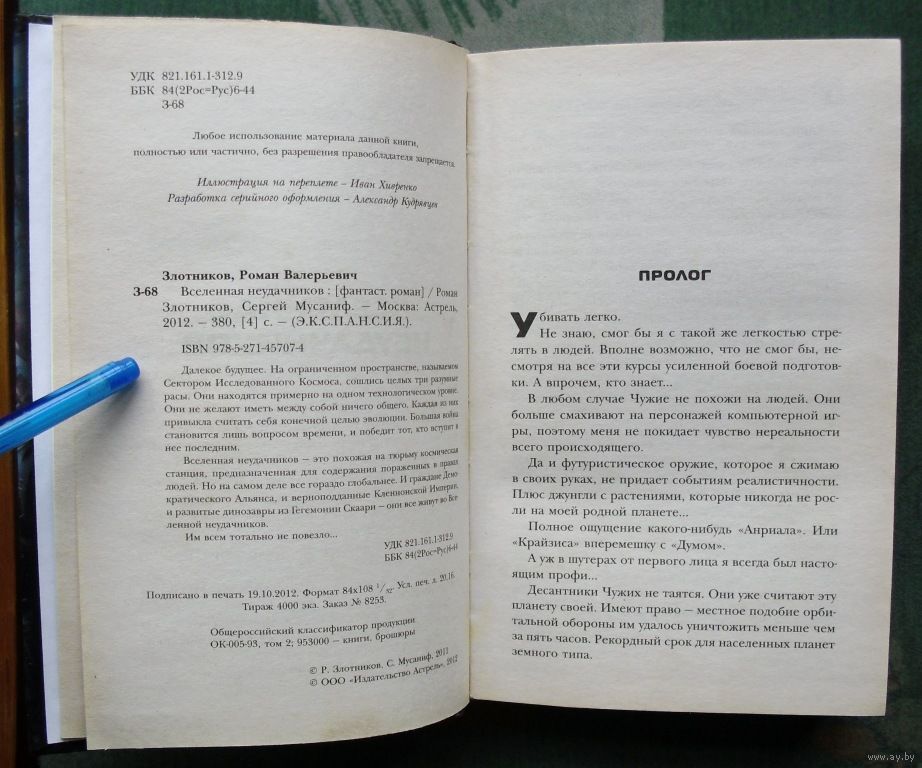 УДК 821.161.1-312.9
ББК 84(2Рос=Рус)6-44
З-68
Любое использование материала данной книги,
полностью или частично, без разрешения правообладателя запрещается.
Иллюстрация на переплете – Иван Хивренко
Разработка серийного оформления – Александр Кудрявцев
Злотников, Роман Валерьевич
З-68 Вселенная неудачников : [фантаст. роман] / Роман
Злотников, Сергей Мусаниф. – Москва: Астрель,
2012. – 380, [4] с. – (Э.К.С.П.А.Н.С.И.Я.).
ISBN 978-5-271-45707-4
Далекое будущее. На ограниченном пространстве, называемом
Сектором Исследованного Космоса, сошлись целых три разумные
расы. Они находятся примерно на одном технологическом уровне.
Они не желают иметь между собой ничего общего. Каждая из них
привыкла считать себя конечной целью эволюции. Большая война
становится лишь вопросом времени, и победит тот, кто вступит в
нее последним.
Вселенная неудачников – это похожая на тюрьму космическая
станция, предназначенная для содержания пораженных в правах
людей. Но на самом деле все гораздо глобальнее. И граждане Демо-
кратического Альянса, и верноподданные Кленнонской Империи,
и развитые динозавры из Гегемонии Скаари – они все живут во Все-
ленной неудачников.
Им всем тотально не повезло...
УДК 821.161.1-312.9
ББК 84(2Рос=Рус)6-44
Подписано в печать 19.10.2012. Формат 84x108 1/32. Усл. печ. л. 20,16.
Тираж 4000 экз. Заказ № 8253.
Общероссийский классификатор продукции
ОК-005-93, том 2; 953000 – книги, брошюры
© Р. Злотников, С. Мусаниф, 2011
© ООО «Издательство Астрель», 2012
ПРОЛОГ
Убивать легко.
Не знаю, смог бы я с такой же легкостью стре-
лять в людей. Вполне возможно, что не смог бы, не-
смотря на все эти курсы усиленной боевой подготов-
ки. А впрочем, кто знает...
В любом случае Чужие не похожи на людей. Они
больше смахивают на персонажей компьютерной иг-
ры, поэтому меня не покидает чувство нереальности
всего происходящего.
Да и футуристическое оружие, которое я сжимаю
в своих руках, не придает событиям реалистичности.
Плюс джунгли с растениями, которые никогда не рос-
ли на моей родной планете...
Полное ощущение какого-нибудь «Анриала». Или
«Крайзиса» вперемешку с «Думом».
А уж в шутерах от первого лица я всегда был насто-
ящим профи...
Десантники Чужих не таятся. Они уже считают эту
планету своей. Имеют право – местное подобие орби-
тальной обороны им удалось уничтожить меньше чем
за пять часов. Рекордный срок для населенных планет
земного типа.
www.ay.by